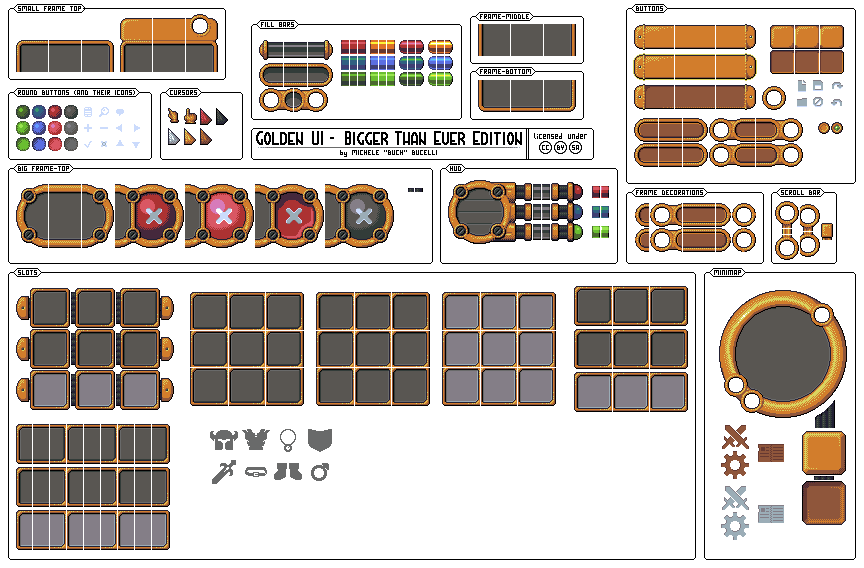 SMALL FRAME TOP
FILL BARS
FRAME-MIDDLE
BUTTONS
FRAME-BOTTOM
ROUND BUTTONS (AND THEIR ICONS)
CURSORS
GOLDEN UI - BIGGER THAN EVER EDITION
by MICHELE "BUCH" BUCELLI
licensed under
CC BY SA
BIG FRAME-TOP
HUD
FRAME DECORATIONS
SCROLL BAR
SLOTS
MINIMAP